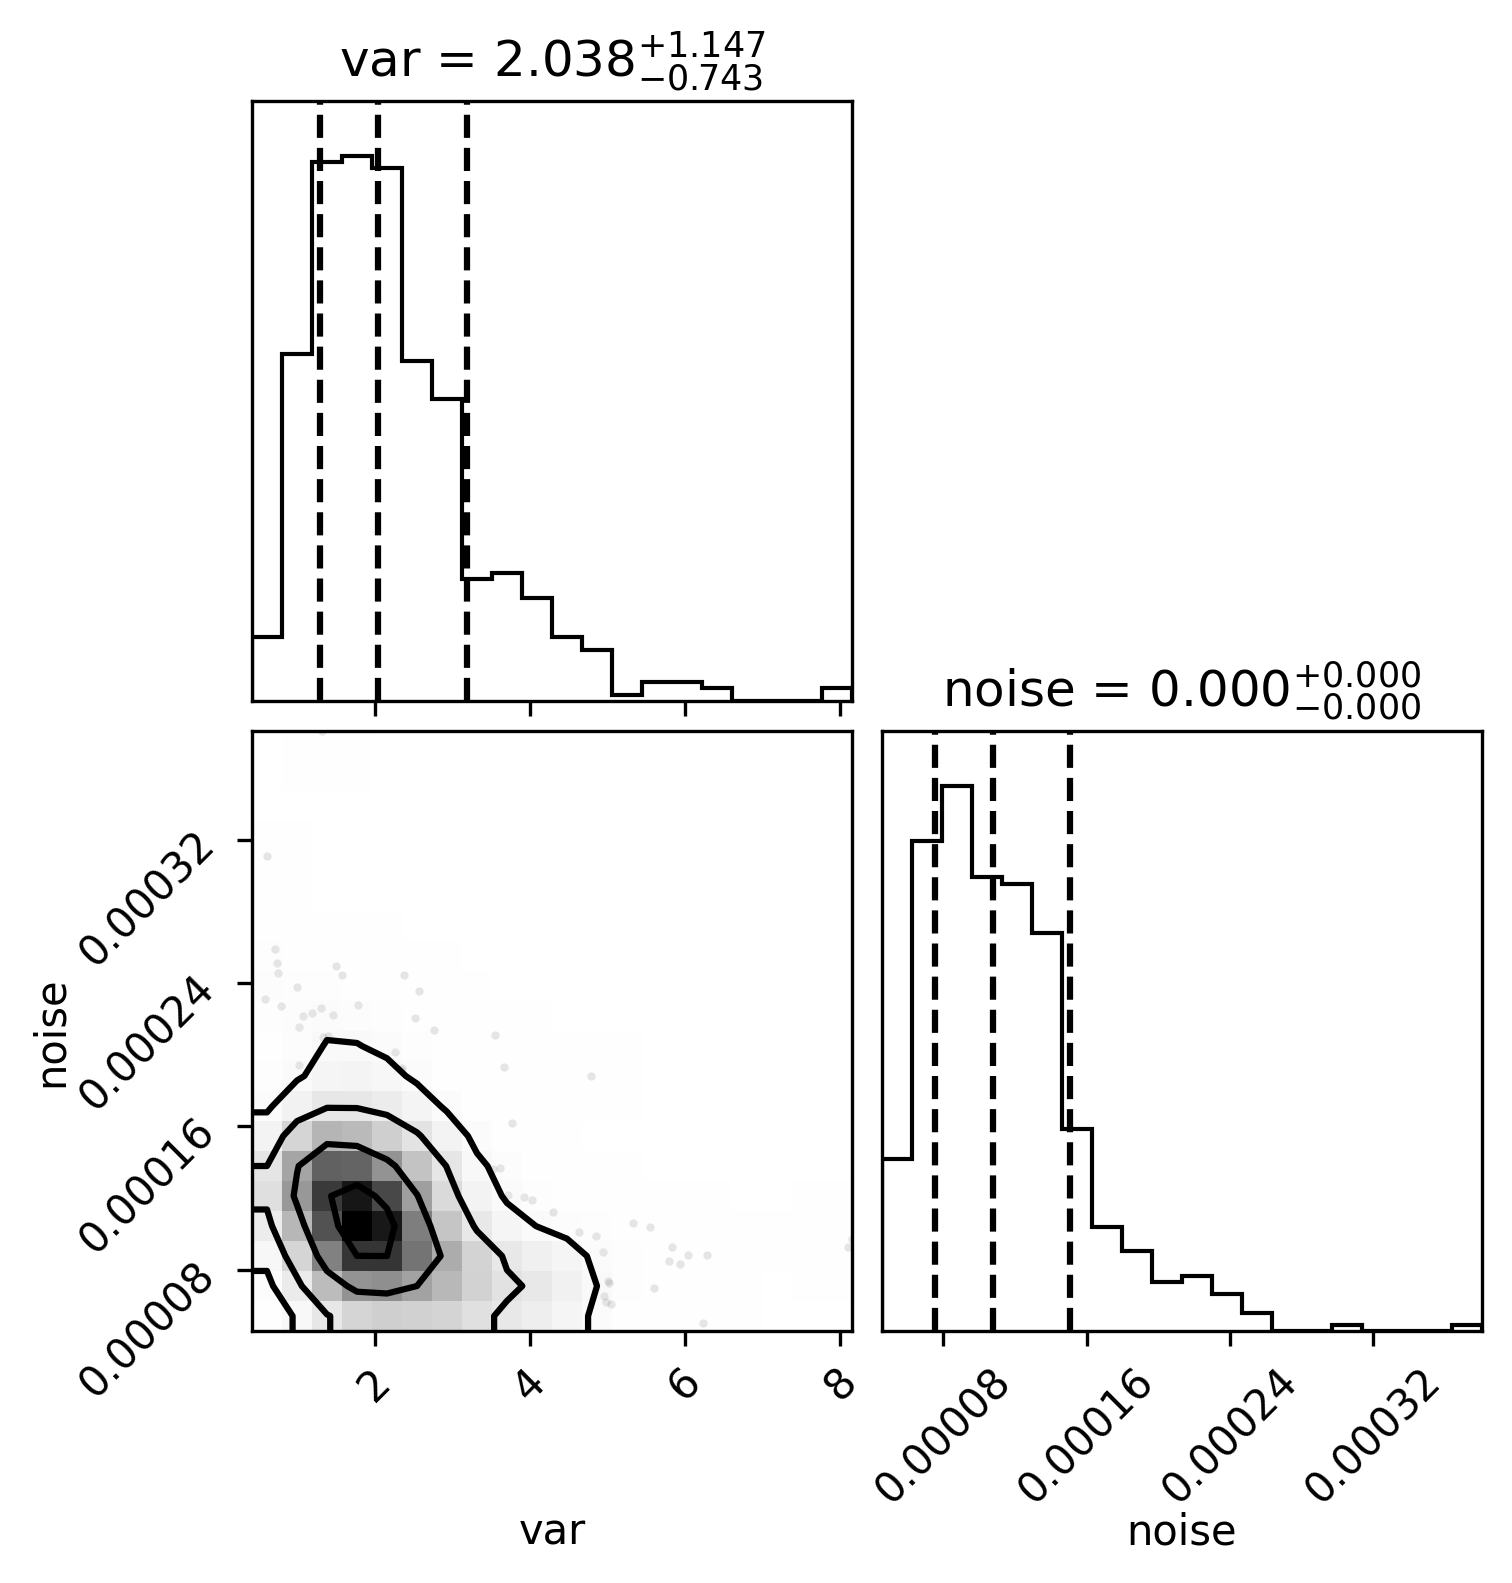 var = 2.038 +1.147 −0.743
noise = 0.000 +0.000 −0.000
0.00032
0.00024
0.00016
0.00008
noise
2 4 6 8
var
0.00008 0.00016 0.00024 0.00032
noise